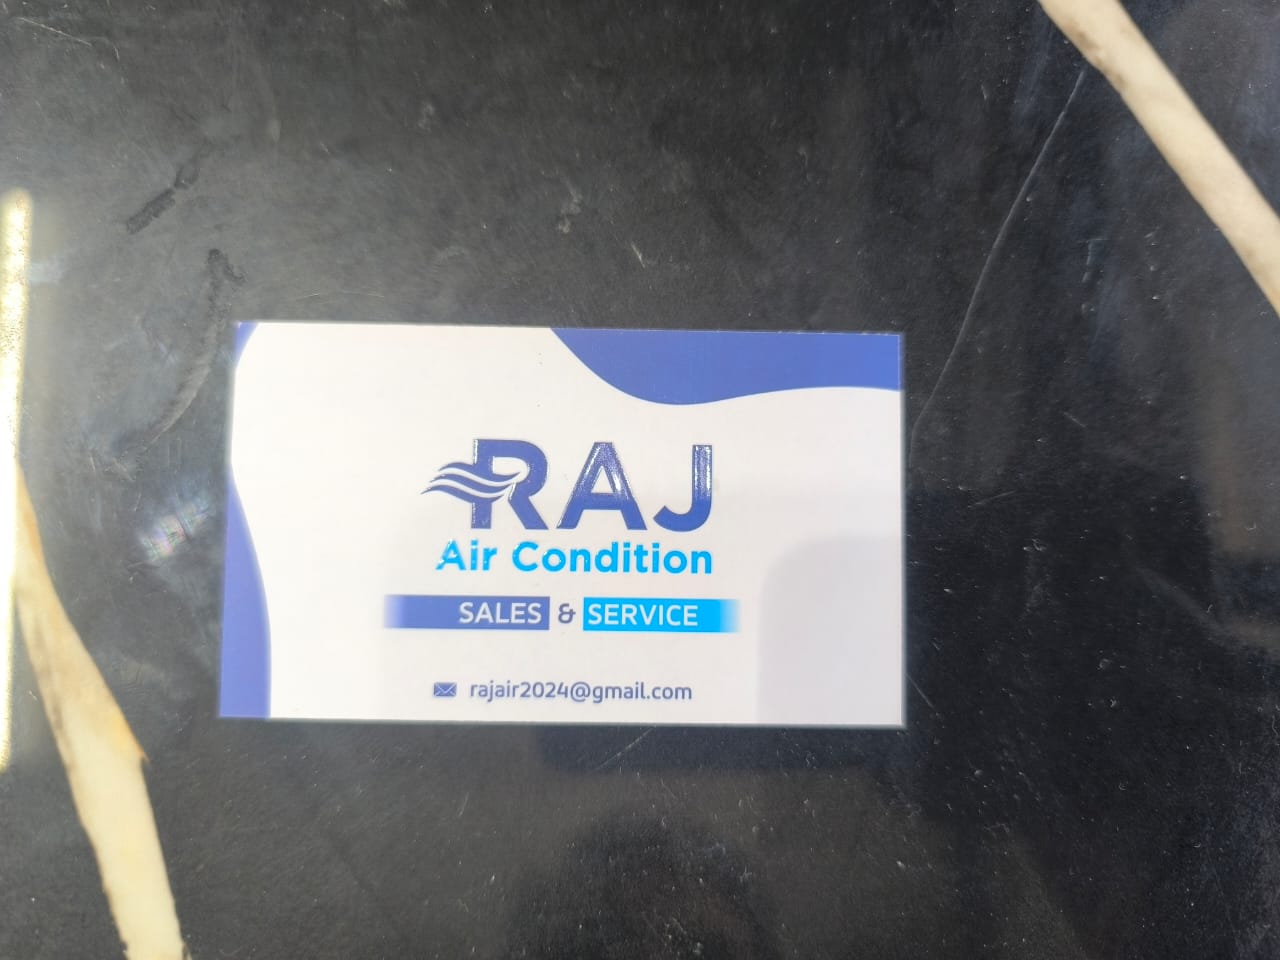 RAJ
Air Condition
SALES & SERVICE
rajair2024@gmail.com